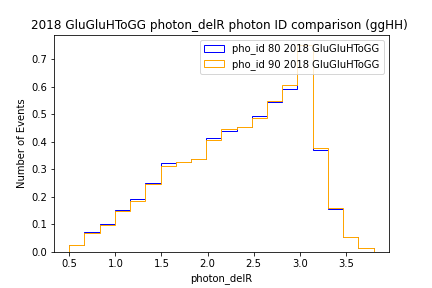 2018 GluGluHToGG photon_delR photon ID comparison (ggHH)
pho_id 80 2018 GluGluHToGG
pho_id 90 2018 GluGluHToGG
Number of Events
0.7
0.6
0.5
0.4
0.3
0.2
0.1
0.0
0.5 1.0 1.5 2.0 2.5 3.0 3.5
photon_delR